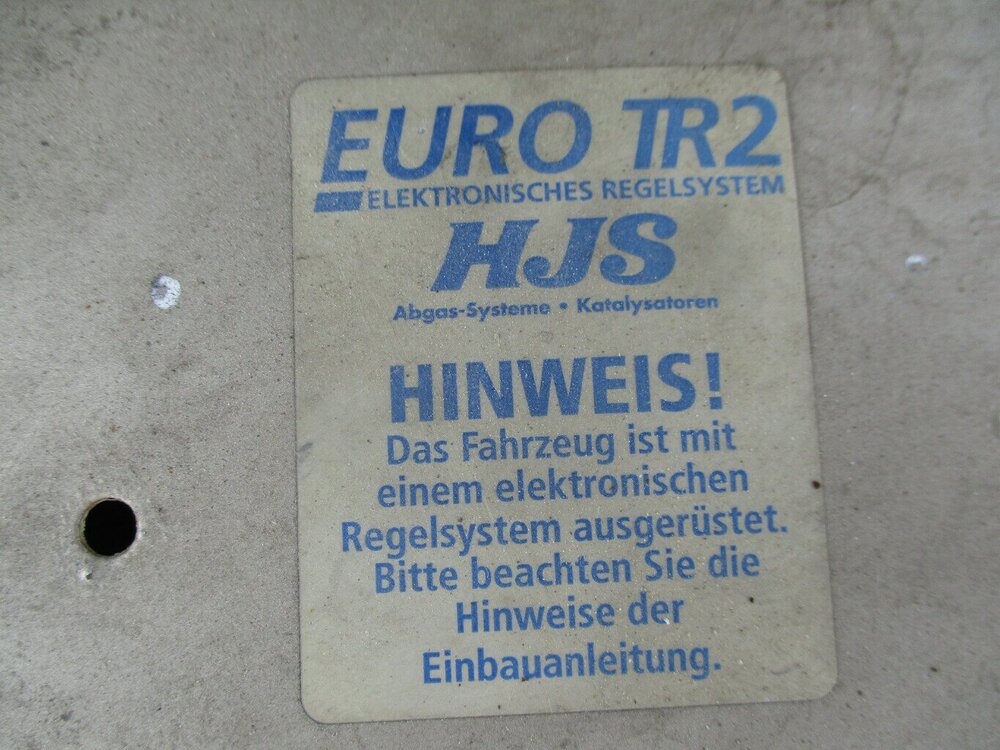 EURO TR2
ELEKTRONISCHES REGELSYSTEM
HJS
Abgas-Systeme • Katalysatoren
HINWEIS!
Das Fahrzeug ist mit
einem elektronischen
Regelsystem ausgerüstet.
Bitte beachten Sie die
Hinweise der
Einbauanleitung.